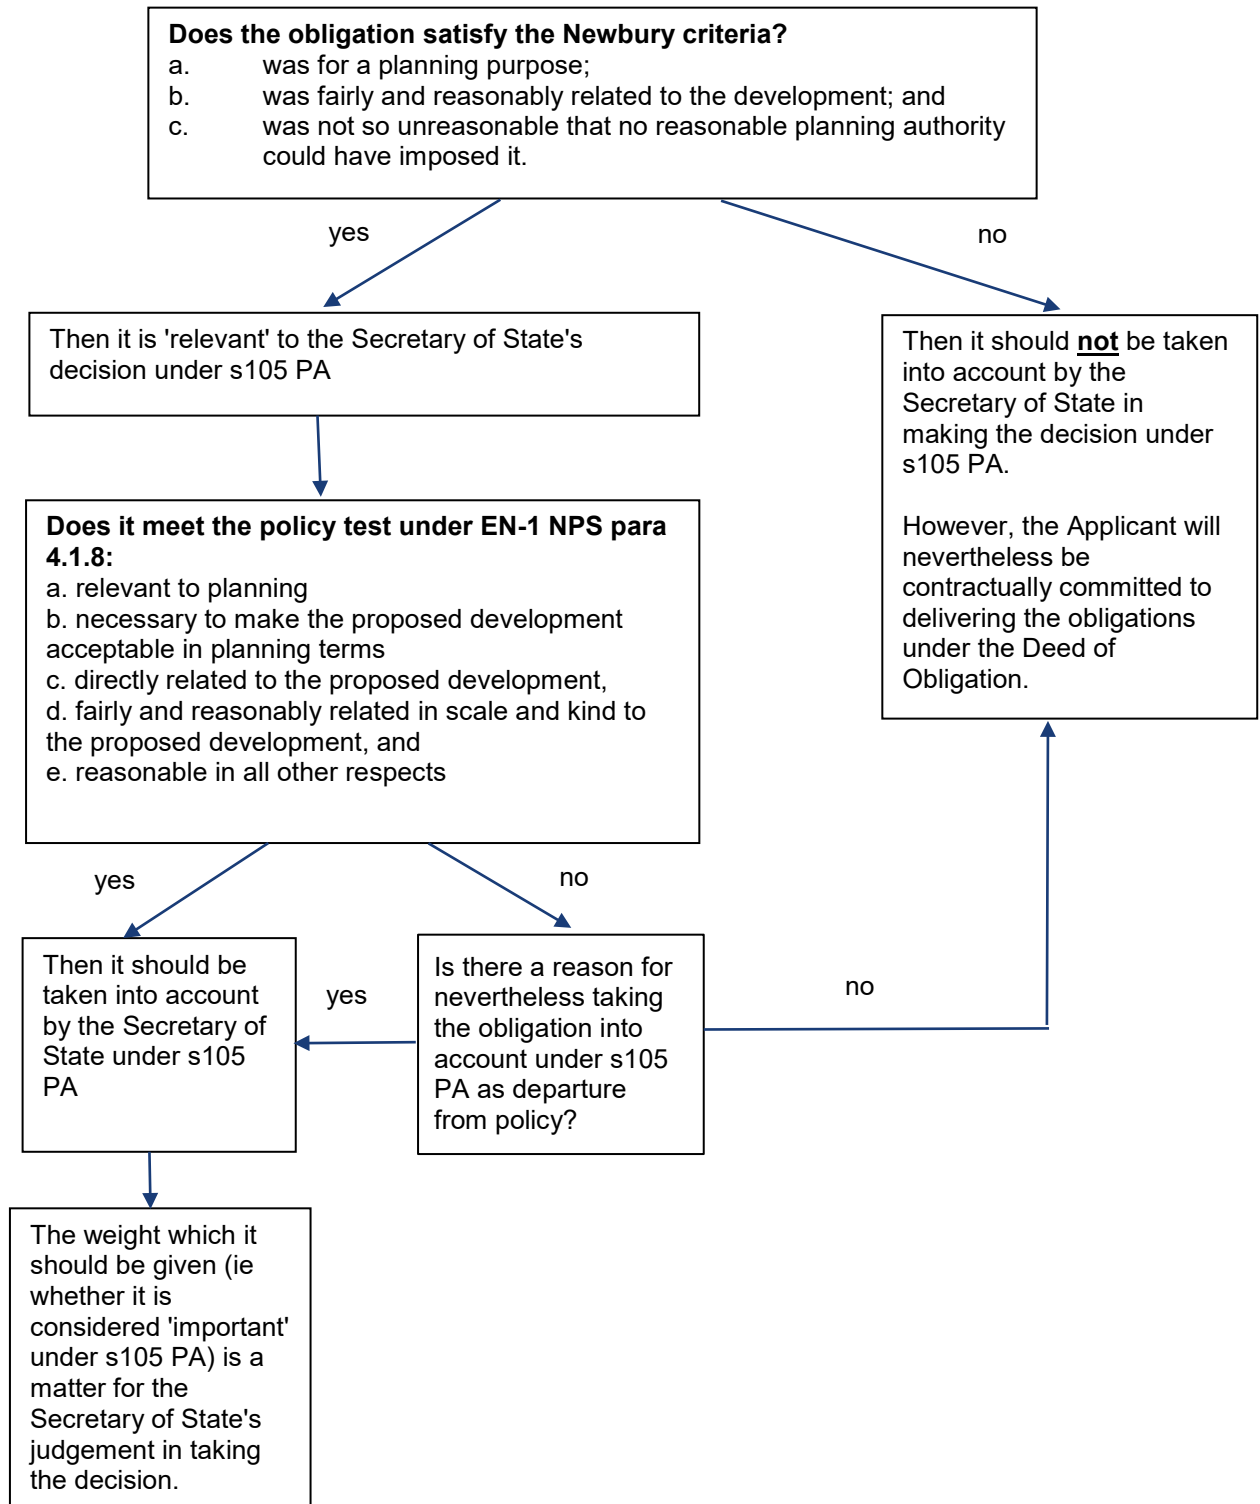 Does the obligation satisfy the Newbury criteria?
a. was for a planning purpose;
b. was fairly and reasonably related to the development; and
c. was not so unreasonable that no reasonable planning authority
could have imposed it.
yes
no
Then it is 'relevant' to the Secretary of State's
decision under s105 PA
Then it should not be taken
into account by the
Secretary of State in
making the decision under
s105 PA.
However, the Applicant will
nevertheless be
contractually committed to
delivering the obligations
under the Deed of
Obligation.
Does it meet the policy test under EN-1 NPS para
4.1.8:
a. relevant to planning
b. necessary to make the proposed development
acceptable in planning terms
c. directly related to the proposed development,
d. fairly and reasonably related in scale and kind to
the proposed development, and
e. reasonable in all other respects
yes
no
Then it should be
taken into account
by the Secretary of
State under s105
PA
yes
Is there a reason for
nevertheless taking
the obligation into
account under s105
PA as departure
from policy?
no
The weight which it
should be given (ie
whether it is
considered 'important'
under s105 PA) is a
matter for the
Secretary of State's
judgement in taking
the decision.